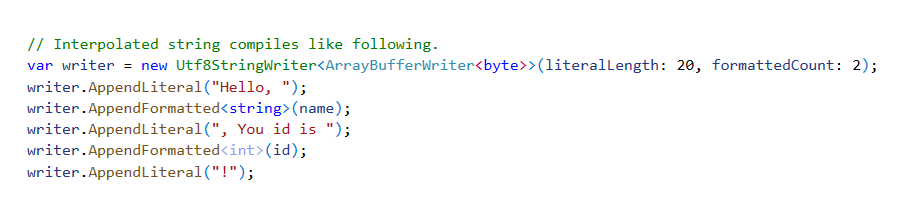 // Interpolated string compiles like following.
var writer = new Utf8StringWriter<ArrayBufferWriter<byte>>(literalLength: 20, formattedCount: 2);
writer.AppendLiteral("Hello, ");
writer.AppendFormatted<string>(name);
writer.AppendLiteral(", You id is ");
writer.AppendFormatted<int>(id);
writer.AppendLiteral("!");